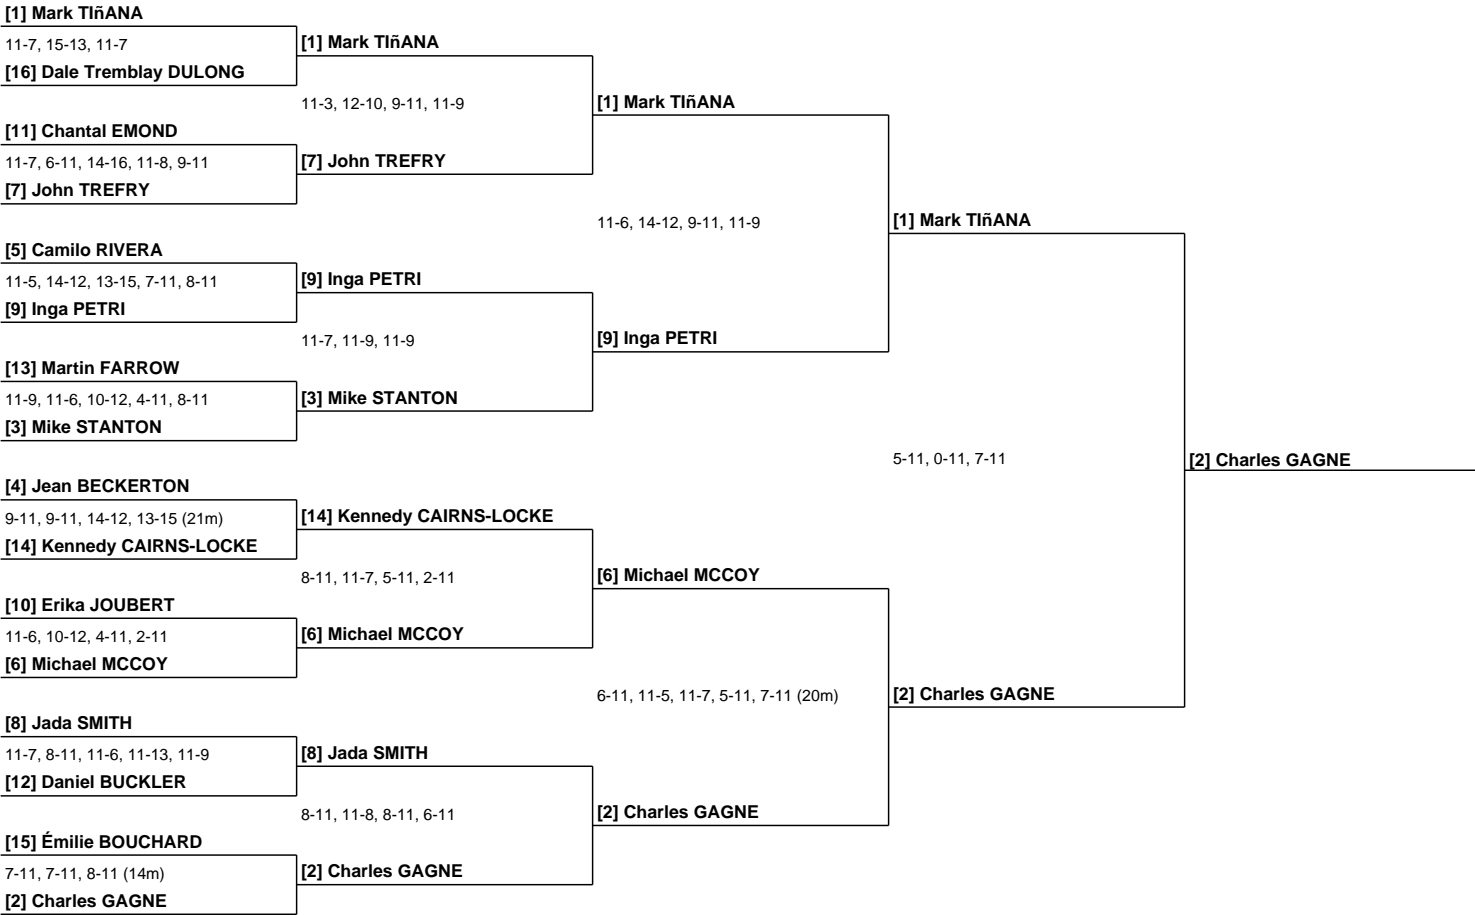 [1] Mark TIñANA
11-7, 15-13, 11-7
[16] Dale Tremblay DULONG
[11] Chantal EMOND
11-7, 6-11, 14-16, 11-8, 9-11
[7] John TREFRY
[5] Camilo RIVERA
11-5, 14-12, 13-15, 7-11, 8-11
[9] Inga PETRI
[13] Martin FARROW
11-9, 11-6, 10-12, 4-11, 8-11
[3] Mike STANTON
[4] Jean BECKERTON
9-11, 9-11, 14-12, 13-15 (21m)
[14] Kennedy CAIRNS-LOCKE
[10] Erika JOUBERT
11-6, 10-12, 4-11, 2-11
[6] Michael MCCOY
[8] Jada SMITH
11-7, 8-11, 11-6, 11-13, 11-9
[12] Daniel BUCKLER
[15] Émilie BOUCHARD
7-11, 7-11, 8-11 (14m)
[2] Charles GAGNE
[1] Mark TIñANA
11-3, 12-10, 9-11, 11-9
[7] John TREFRY
[9] Inga PETRI
11-7, 11-9, 11-9
[3] Mike STANTON
[14] Kennedy CAIRNS-LOCKE
8-11, 11-7, 5-11, 2-11
[6] Michael MCCOY
[8] Jada SMITH
8-11, 11-8, 8-11, 6-11
[2] Charles GAGNE
[1] Mark TIñANA
11-6, 14-12, 9-11, 11-9
[9] Inga PETRI
[6] Michael MCCOY
6-11, 11-5, 11-7, 5-11, 7-11 (20m)
[2] Charles GAGNE
[1] Mark TIñANA
5-11, 0-11, 7-11
[2] Charles GAGNE
[2] Charles GAGNE